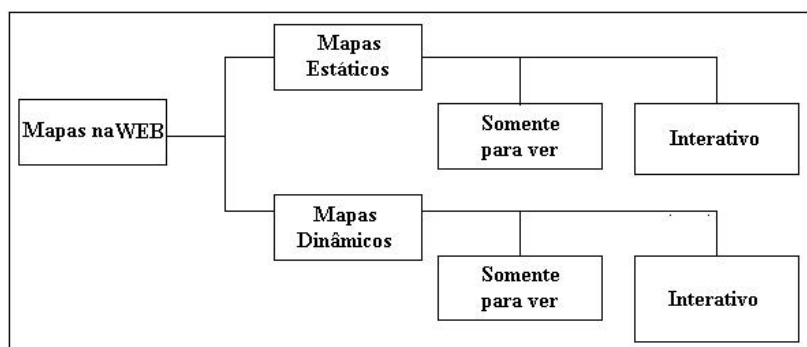 Mapas
Estáticos
Mapas na WEB
Somente
para ver
Interativo
Mapas
Dinâmicos
Somente
para ver
Interativo